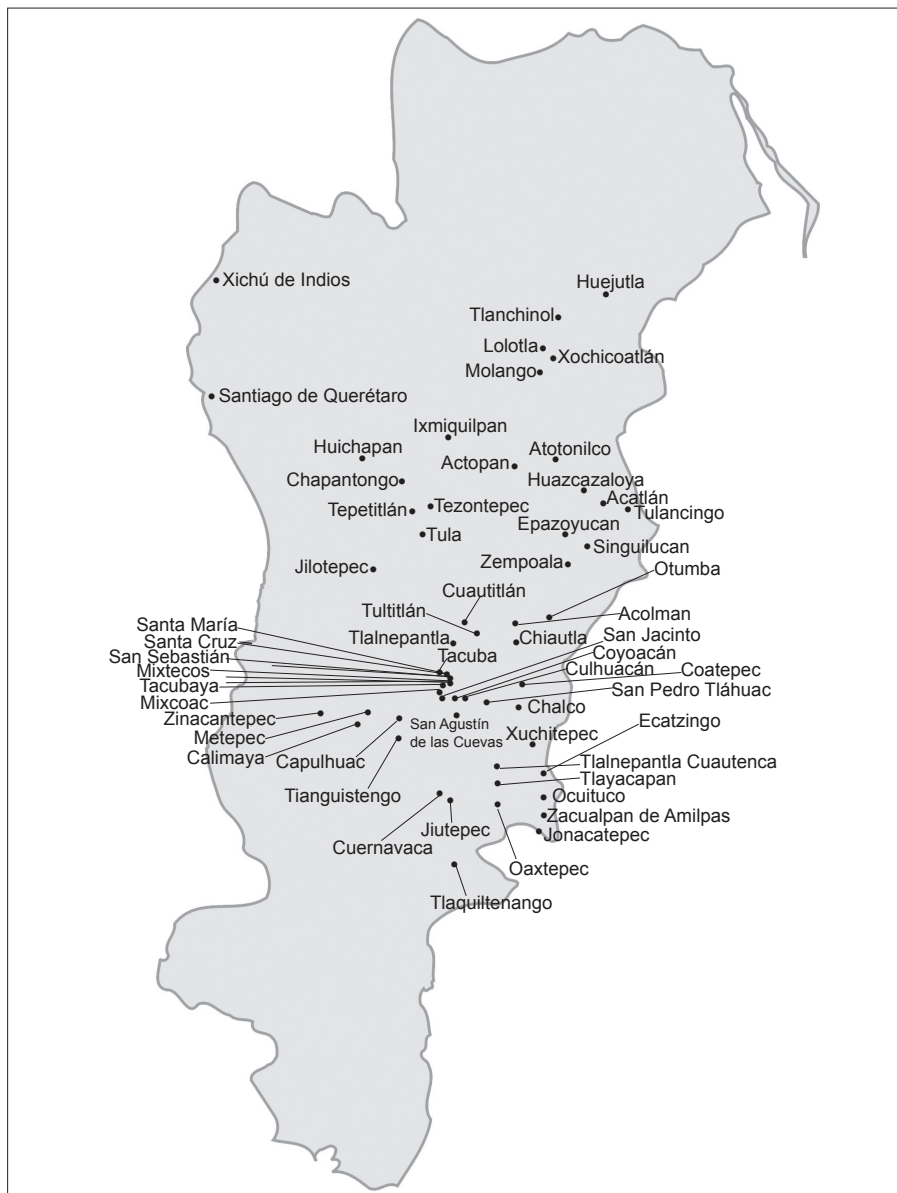 Huejutla
Xichú de Indios
Tlanchinol
Lolotla
Xochicoatlán
Molango
Santiago de Querétaro
Ixmiquilpan
Huichapan
Atotonilco
Actopan
Chapantongo
Huazcazaloya
Acatlán
Tezontepec
Tepetitlán
Tulancingo
Epazoyucan
Tula
Singuilucan
Zempoala
Jilotepec
Otumba
Cuautitlán
Tultitlán
Acolman
Santa María
Tlalnepantla
Chiautla
San Jacinto
Santa Cruz
Tacuba
Coyoacán
San Sebastián
Culhuacán
Coatepec
Mixtecos
Tacubaya
San Pedro Tláhuac
Mixcoac
Chalco
Zinacantepec
San Agustín
de las Cuevas
Ecatzingo
Metepec
Xuchitepec
Calimaya
Capulhuac
Tlalnepantla Cuautenca
Tlayacapan
Tianguistengo
Ocuituco
Zacualpan de Amilpas
Jiutepec
Jonacatepec
Cuernavaca
Oaxtepec
Tlaquiltenango